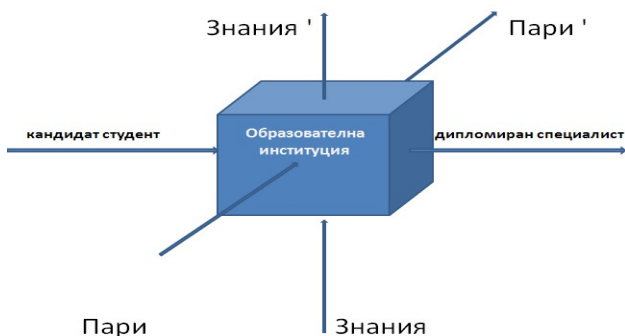 Знания '
Пари '
кандидат студент
Образователна
институция
дипломиран специалист
Пари
Знания